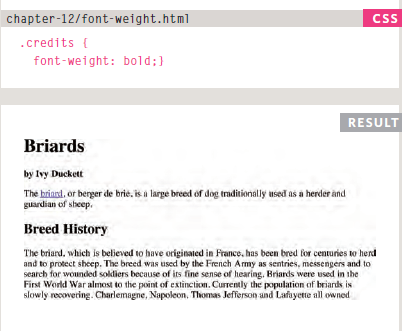 chapter-12/font-weight.html
CSS
.credits {
font-weight: bold;}
RESULT
Briards
by Ivy Duckett
The briard, or berger de brie, is a large breed of dog traditionally used as a herder and
guardian of sheep.
Breed History
The briard, which is believed to have originated in France, has been bred for centuries to herd
and to protect sheep. The breed was used by the French Army as sentries, messengers and to
search for wounded soldiers because of its fine sense of hearing. Briards were used in the
First World War almost to the point of extinction. Currently the population of briards is
slowly recovering. Charlemagne, Napoleon, Thomas Jefferson and Lafayette all owned